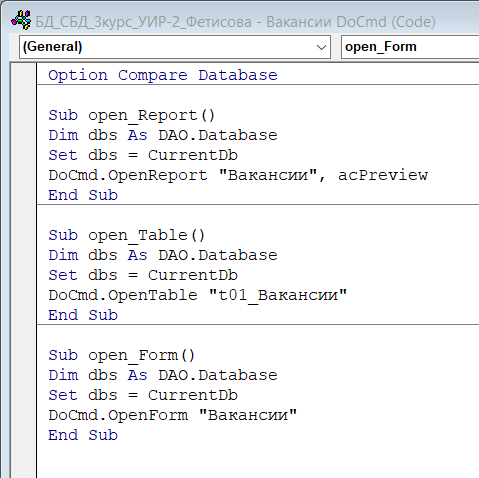 БД_СБД_3курс_УИР-2_Фетисова - Вакансии DoCmd (Code)
(General)
open_Form
Option Compare Database
Sub open_Report()
Dim dbs As DAO.Database
Set dbs = CurrentDb
DoCmd.OpenReport "Вакансии", acPreview
End Sub
Sub open_Table()
Dim dbs As DAO.Database
Set dbs = CurrentDb
DoCmd.OpenTable "t01_Вакансии"
End Sub
Sub open_Form()
Dim dbs As DAO.Database
Set dbs = CurrentDb
DoCmd.OpenForm "Вакансии"
End Sub